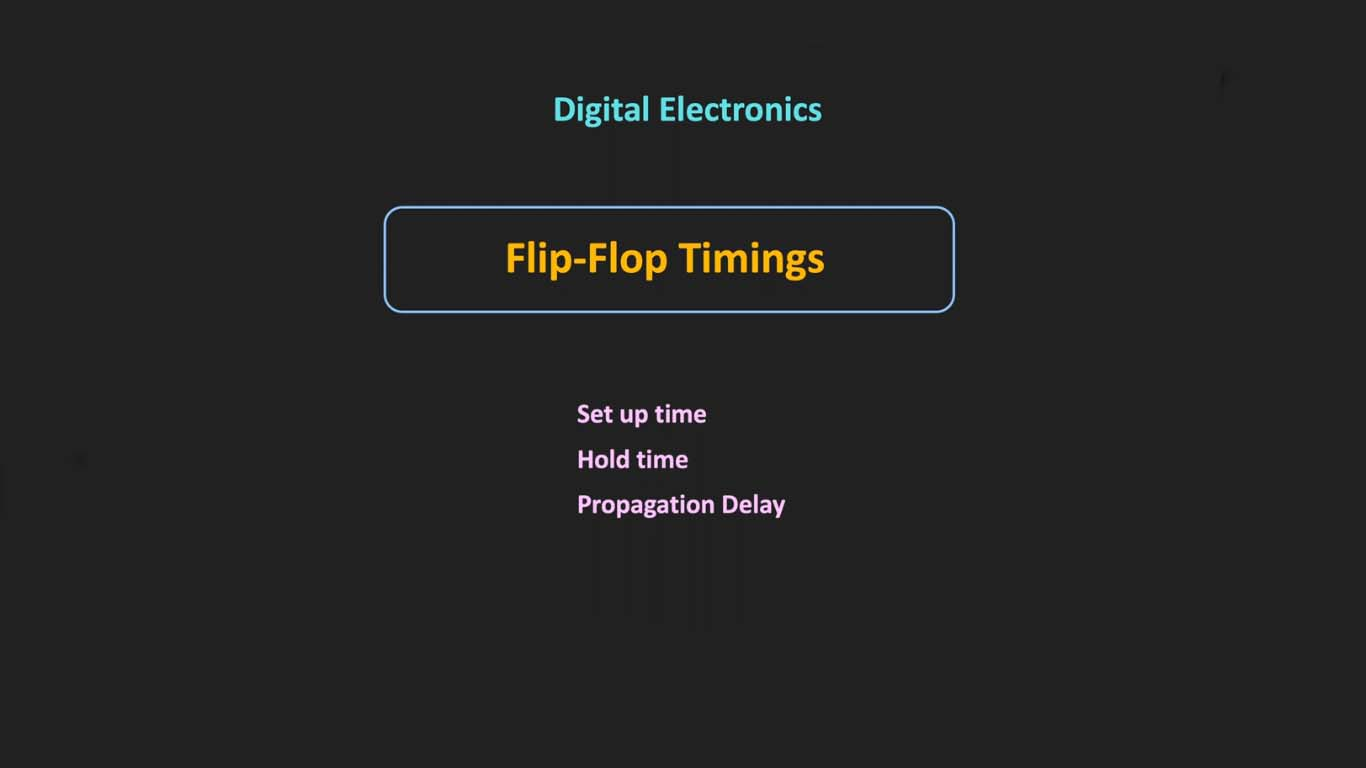 Digital Electronics
Flip-Flop Timings
Set up time
Hold time
Propagation Delay